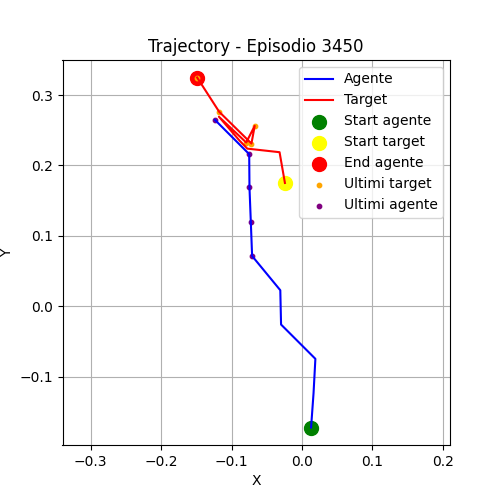 Trajectory - Episodio 3450
Agente
Target
Start agente
Start target
End agente
Ultimi target
Ultimi agente
0.3
0.2
0.1
0.0
−0.1
Y
−0.3
−0.2
−0.1
0.0
0.1
0.2
X